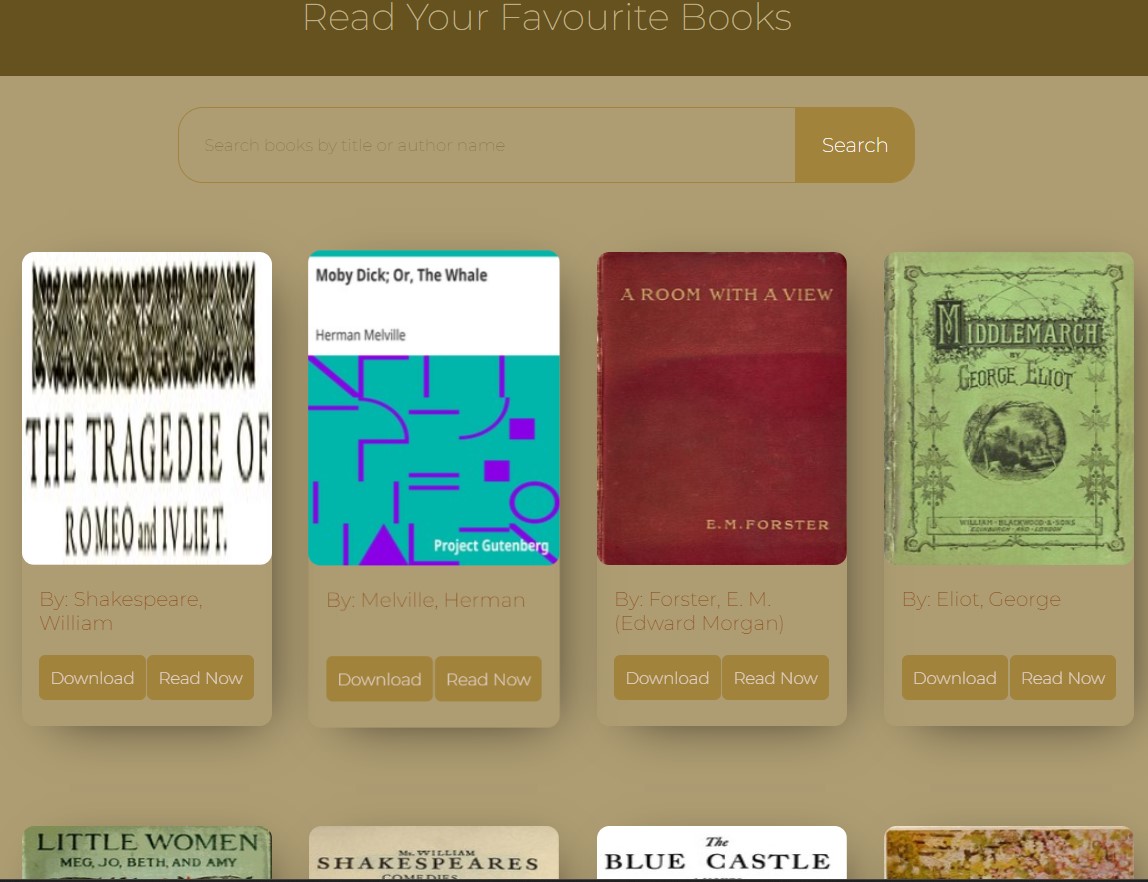 Read Your Favourite Books
Search books by title or author name
Search
THE TRAGEDIE OF
ROMEO and IVLIET.
By: Shakespeare,
William
Download
Read Now
Moby Dick; Or, The Whale
Herman Melville
Project Gutenberg
By: Melville, Herman
Download
Read Now
A ROOM WITH A VIEW
E. M. FORSTER
By: Forster, E. M.
(Edward Morgan)
Download
Read Now
MIDDLEMARCH
BY
GEORGE ELIOT
WILLIAM · BLACKWOOD & SONS
EDINBURGH · AND · LONDON
By: Eliot, George
Download
Read Now
LITTLE WOMEN
MEG, JO, BETH, AND AMY
Mr. WILLIAM
SHAKESPEARES
COMEDIES
The
BLUE CASTLE